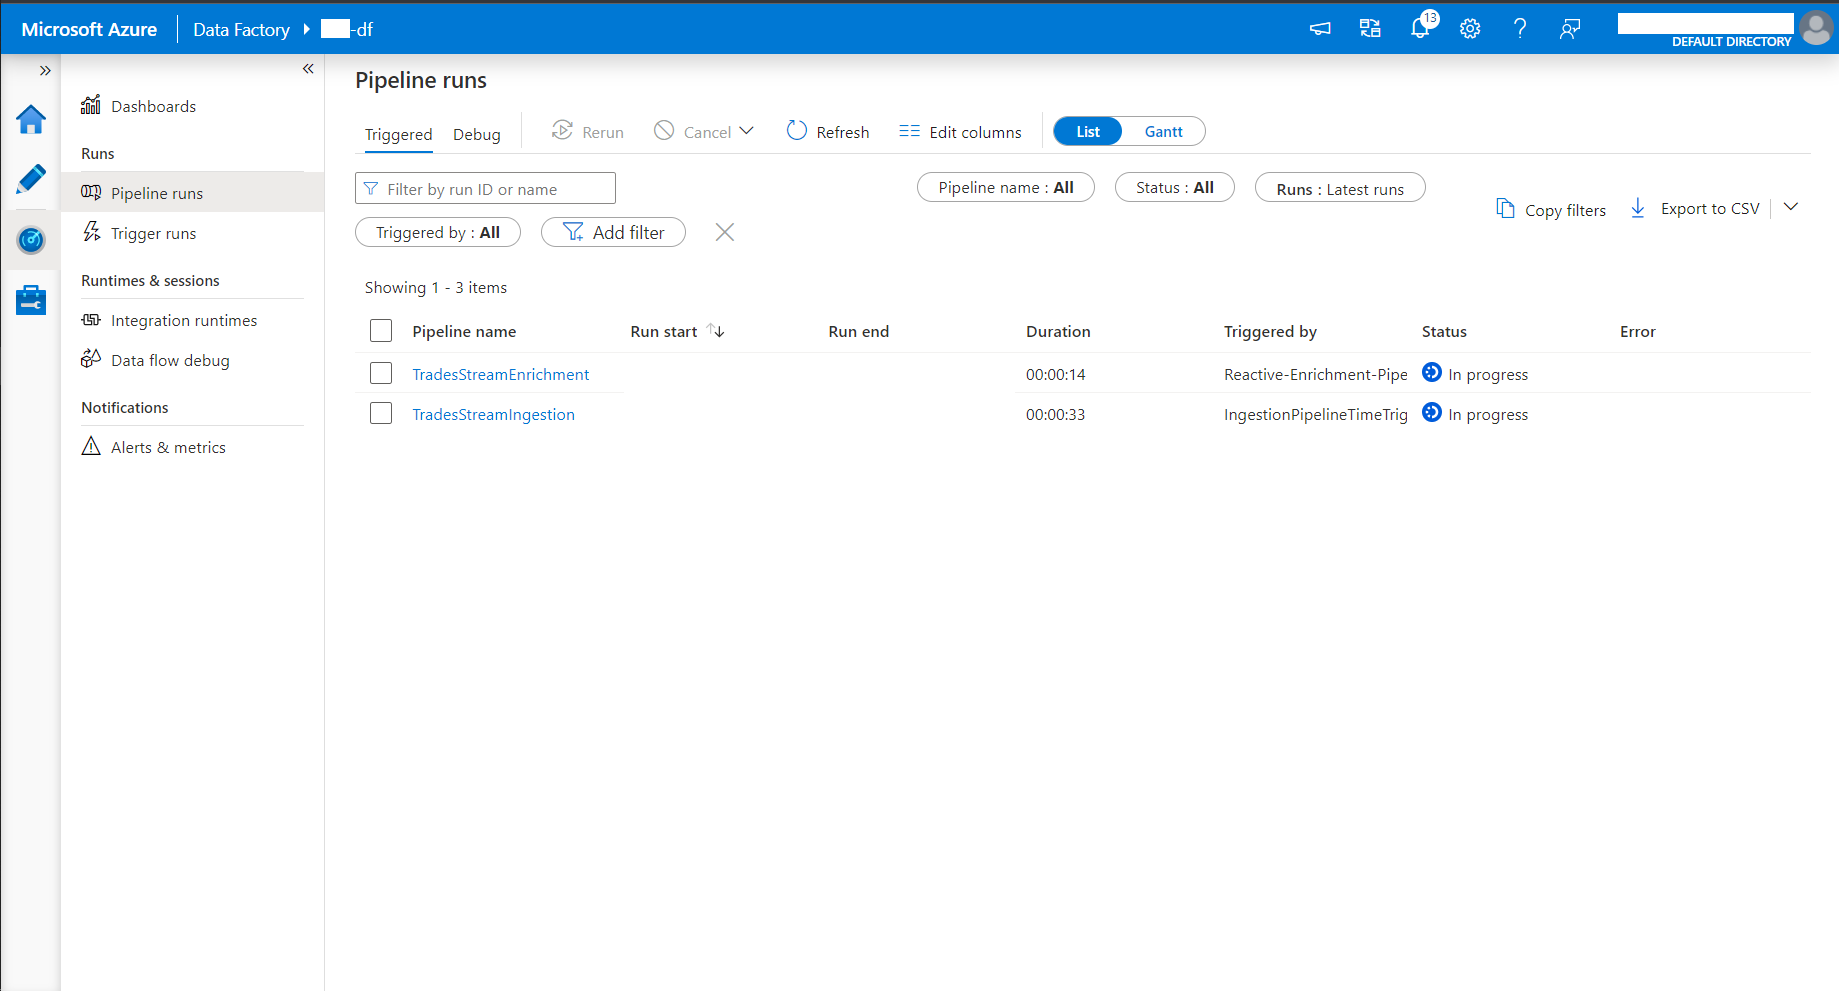 Microsoft Azure Data Factory -df 13 DEFAULT DIRECTORY
Pipeline runs
Dashboards
Runs
Pipeline runs
Trigger runs
Runtimes & sessions
Integration runtimes
Data flow debug
Notifications
Alerts & metrics
Triggered Debug Rerun Cancel Refresh Edit columns List Gantt
Filter by run ID or name Pipeline name : All Status : All Runs : Latest runs
Copy filters Export to CSV
Triggered by : All Add filter
Showing 1 - 3 items
Pipeline name Run start Run end Duration Triggered by Status Error
TradesStreamEnrichment 00:00:14 Reactive-Enrichment-Pipe In progress
TradesStreamIngestion 00:00:33 IngestionPipelineTimeTrig In progress